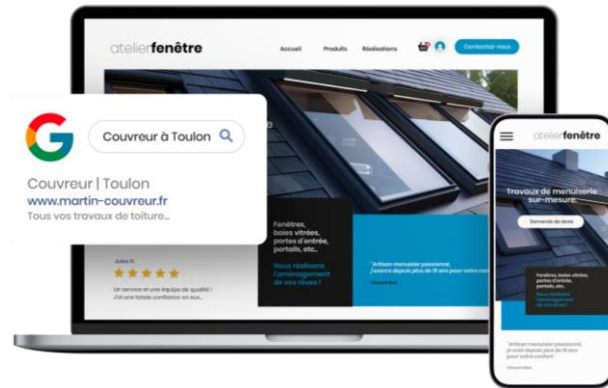 atelierfenêtre
Accueil
Produits
Réalisations
Contactez-nous
Couvreur à Toulon
Couvreur | Toulon
www.martin-couvreur.fr
Tous vos travaux de toiture...
Julia H.
Un service et une équipe de qualité !
J'ai une totale confiance en eux...
Fenêtres,
baies vitrées,
portes d'entrée,
portails, etc..
Nous réalisons
l'aménagement
de vos rêves !
"Artisan menuisier passionné,
j'exerce depuis plus de 15 ans pour votre confort"
atelierfenêtre
Travaux de menuiserie
sur-mesure.
Demande de devis
Fenêtres, baies vitrées,
portes d'entrée,
portails, etc..
Nous réalisons
l'aménagement
de vos rêves !
"Artisan menuisier passionné,
je crée depuis plus de 15 ans
pour votre confort"